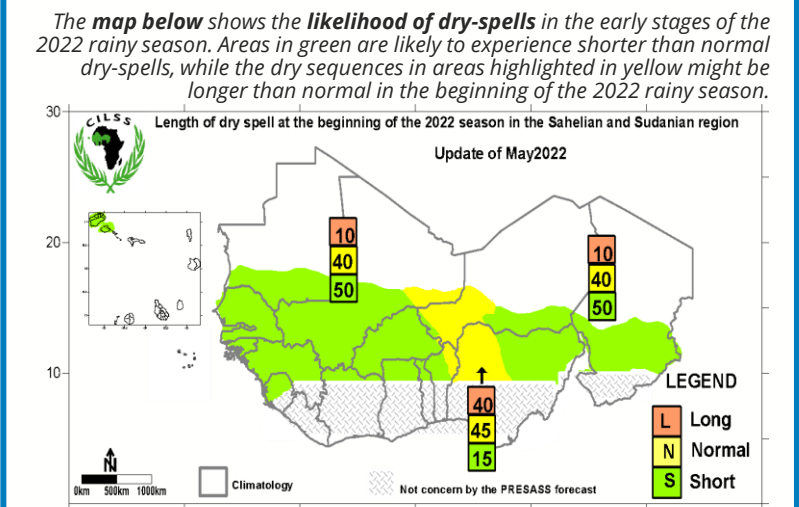 The map below shows the likelihood of dry-spells in the early stages of the
2022 rainy season. Areas in green are likely to experience shorter than normal
dry-spells, while the dry sequences in areas highlighted in yellow might be
longer than normal in the beginning of the 2022 rainy season.
30
CILSS
Length of dry spell at the beginning of the 2022 season in the Sahelian and Sudanian region
Update of May2022
20
10
40
50
10
40
50
10
40
45
15
LEGEND
L Long
N Normal
S Short
N
0km 500km 1000km
Climatology
Not concern by the PRESASS forecast